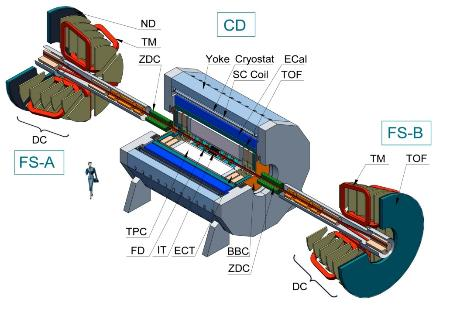 ND
CD
TM
ZDC
Yoke Cryostat ECal
SC Coil TOF
DC
FS-A
FS-B
TM TOF
TPC
FD IT ECT BBC
ZDC
DC